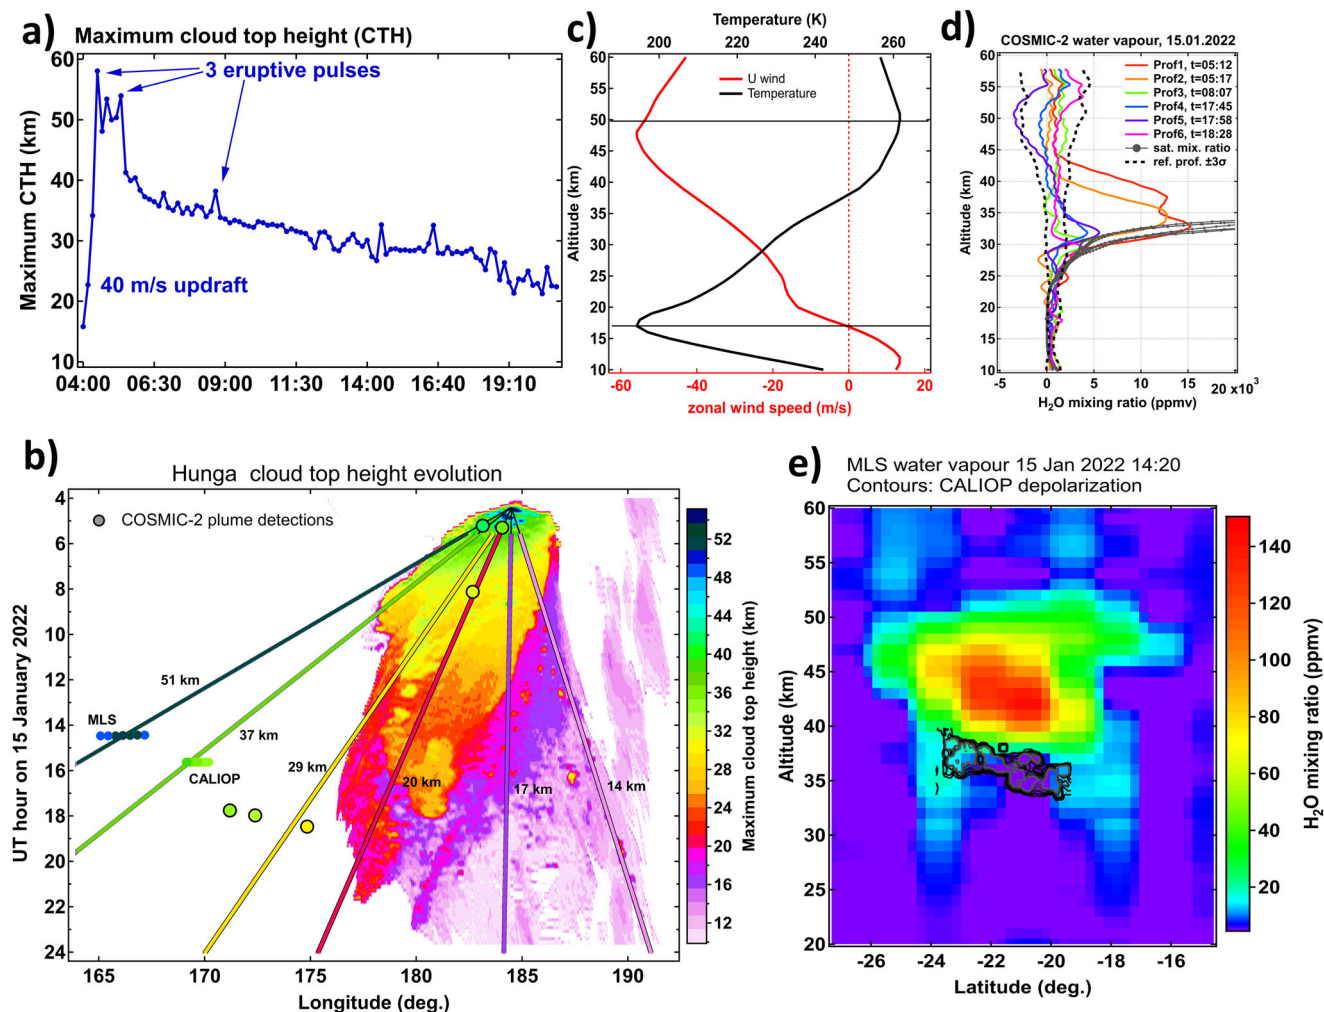 a)
Maximum cloud top height (CTH)
Maximum CTH (km)
60
50
40
30
20
10
3 eruptive pulses
40 m/s updraft
04:00 06:30 09:00 11:30 14:00 16:40 19:10
c)
Temperature (K)
200 220 240 260
Altitude (km)
60
55
50
45
40
35
30
25
20
15
10
U wind
Temperature
-60 -40 -20 0 20
zonal wind speed (m/s)
d)
COSMIC-2 water vapour, 15.01.2022
Altitude (km)
60
55
50
45
40
35
30
25
20
15
10
Prof1, t=05:12
Prof2, t=05:17
Prof3, t=08:07
Prof4, t=17:45
Prof5, t=17:58
Prof6, t=18:28
sat. mix. ratio
ref. prof. ±3σ
-5 0 5 10 15 20 x10³
H₂O mixing ratio (ppmv)
b)
Hunga cloud top height evolution
UT hour on 15 January 2022
4
6
8
10
12
14
16
18
20
22
24
COSMIC-2 plume detections
51 km
MLS
37 km
CALIOP
29 km
20 km
17 km
14 km
165 170 175 180 185 190
Longitude (deg.)
52
48
44
40
36
32
28
24
20
16
12
Maximum cloud top height (km)
e)
MLS water vapour 15 Jan 2022 14:20
Contours: CALIOP depolarization
Altitude (km)
60
55
50
45
40
35
30
25
20
-26 -24 -22 -20 -18 -16
Latitude (deg.)
140
120
100
80
60
40
20
H₂O mixing ratio (ppmv)